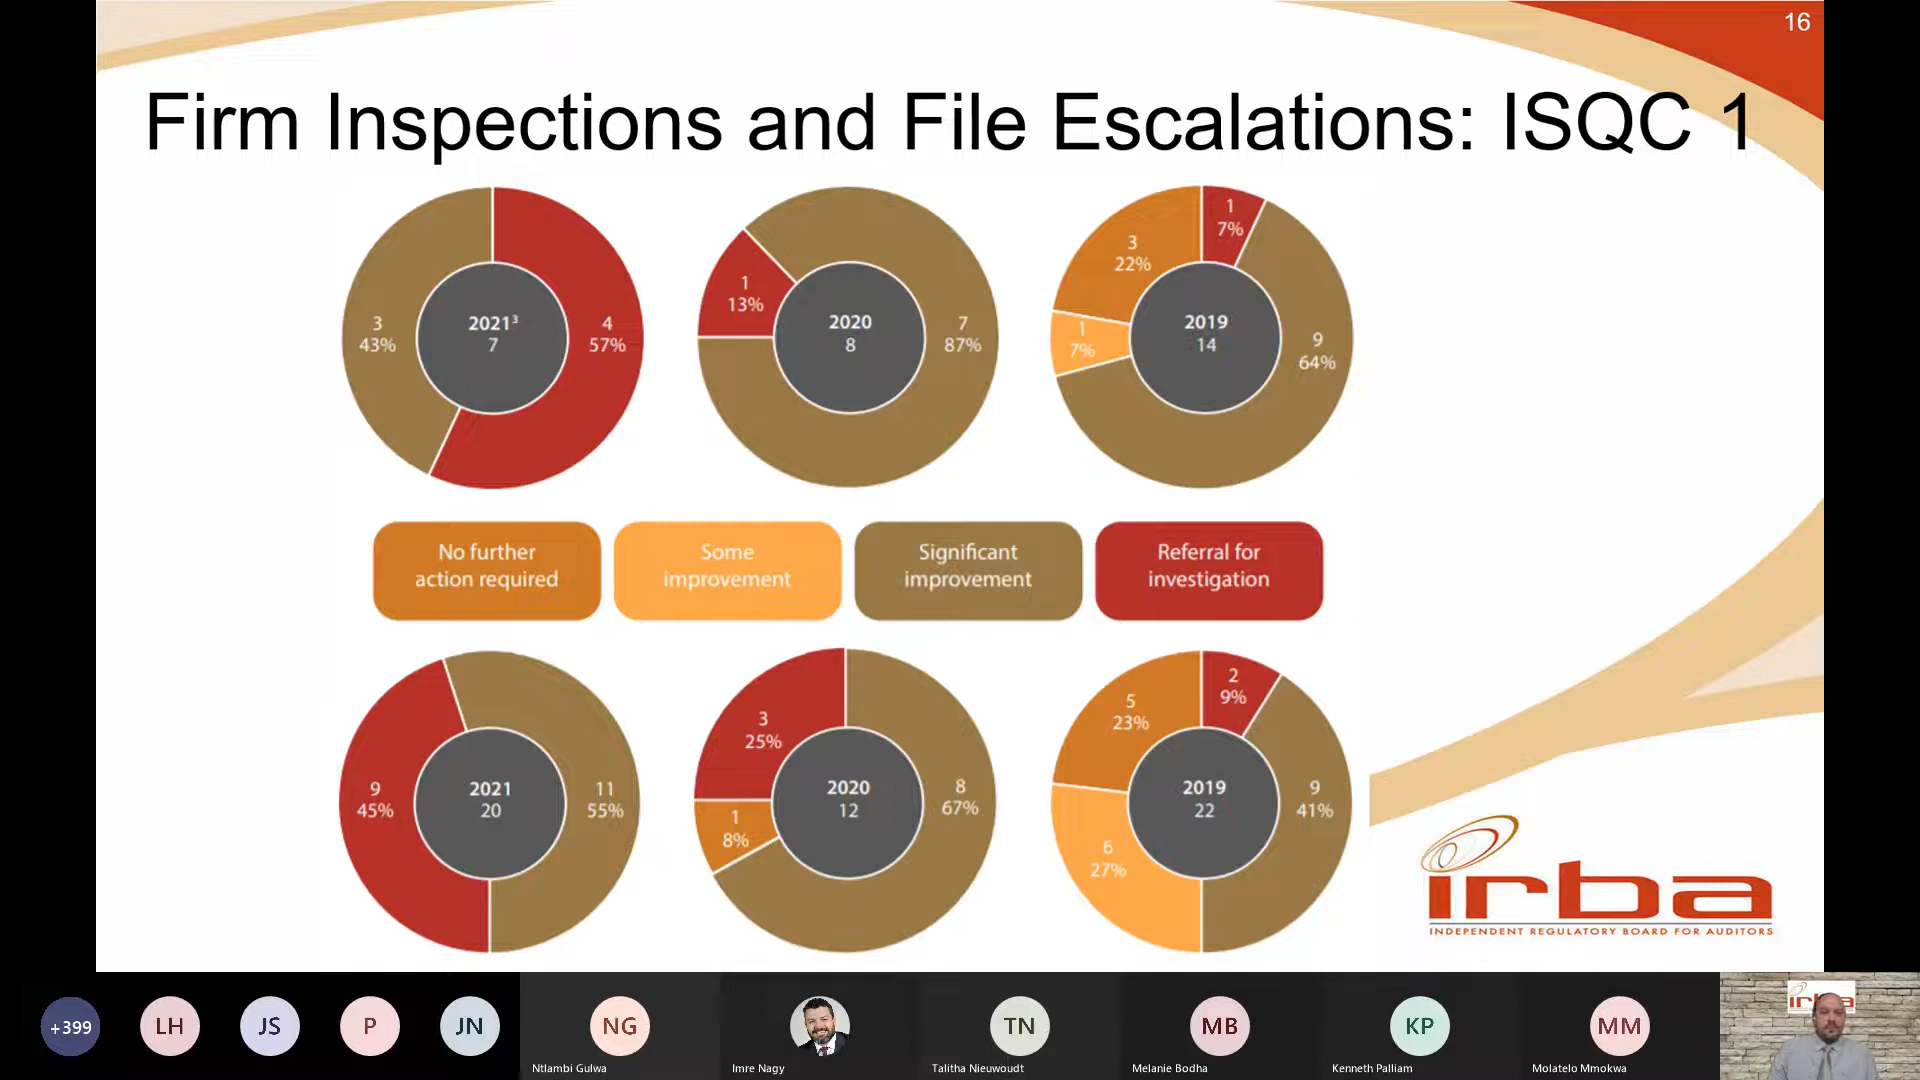 16
Firm Inspections and File Escalations: ISQC 1
3
43%
2021³
7
4
57%
1
13%
2020
8
7
87%
3
22%
1
7%
1
7%
2019
14
9
64%
No further
action required
Some
improvement
Significant
improvement
Referral for
investigation
9
45%
2021
20
11
55%
3
25%
1
8%
2020
12
8
67%
5
23%
2
9%
6
27%
2019
22
9
41%
irba
INDEPENDENT REGULATORY BOARD FOR AUDITORS
+399
LH
JS
P
JN
NG
Ntlambi Gulwa
Imre Nagy
TN
Talitha Nieuwoudt
MB
Melanie Bodha
KP
Kenneth Palliam
MM
Molatelo Mmokwa
irba